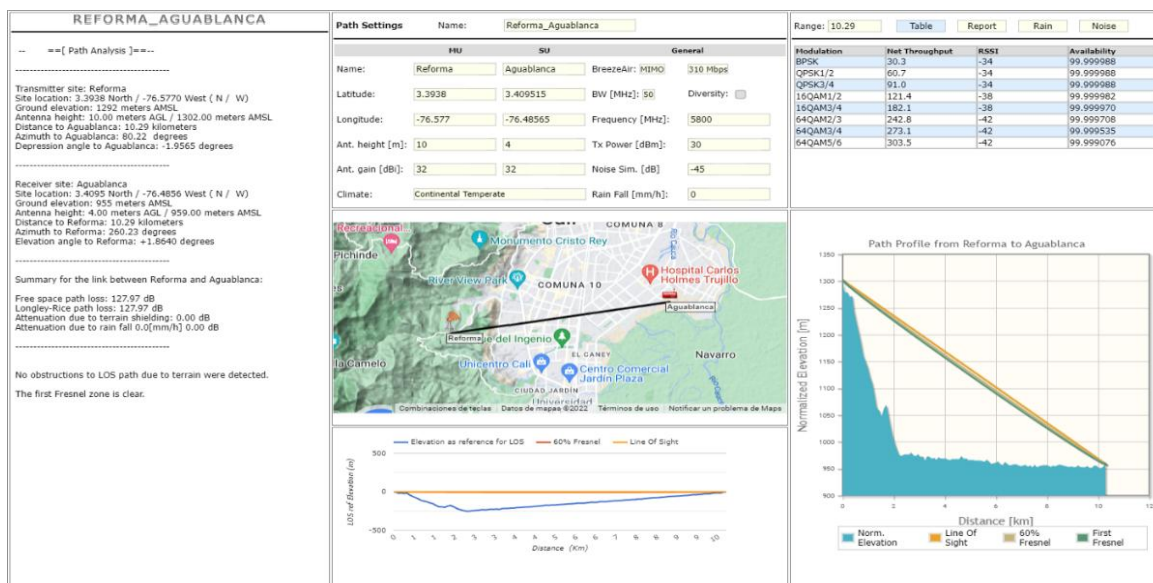 REFORMA_AGUABLANCA
-- ==[ Path Analysis ]==--
Transmitter site: Reforma
Site location: 3.3938 North / -76.5770 West ( N / W)
Ground elevation: 1292 meters AMSL
Antenna height: 10.00 meters AGL / 1302.00 meters AMSL
Distance to Aguablanca: 10.29 kilometers
Azimuth to Aguablanca: 80.22 degrees
Depression angle to Aguablanca: -1.9565 degrees
Receiver site: Aguablanca
Site location: 3.4095 North / -76.4856 West ( N / W)
Ground elevation: 955 meters AMSL
Antenna height: 4.00 meters AGL / 959.00 meters AMSL
Distance to Reforma: 10.29 kilometers
Azimuth to Reforma: 260.23 degrees
Elevation angle to Reforma: +1.8640 degrees
Summary for the link between Reforma and Aguablanca:
Free space path loss: 127.97 dB
Longley-Rice path loss: 127.97 dB
Attenuation due to terrain shielding: 0.00 dB
Attenuation due to rain fall 0.0[mm/h] 0.00 dB
No obstructions to LOS path due to terrain were detected.
The first Fresnel zone is clear.
Path Settings Name: Reforma_Aguablanca
MU SU General
Name: Reforma Aguablanca BreezeAir: MIMO 310 Mbps
Latitude: 3.3938 3.409515 BW [MHz]: 50 Diversity:
Longitude: -76.577 -76.48565 Frequency [MHz]: 5800
Ant. height [m]: 10 4 Tx Power [dBm]: 30
Ant. gain [dBi]: 32 32 Noise Sim. [dB] -45
Climate: Continental Temperate Rain Fall [mm/h]: 0
Recreacional...
COMUNA 8
Río Cauca
Pichinde
Monumento Cristo Rey
River View Park
COMUNA 10
Hospital Carlos
Holmes Trujillo
Aguablanca
Reforma
e del Ingenio
EL CANEY
Navarro
la Camelo
Unicentro Cali
Centro Comercial
Jardín Plaza
CIUDAD JARDÍN
Universidad
Combinaciones de teclas Datos de mapas ©2022 Términos de uso Notificar un problema de Maps
Elevation as reference for LOS 60% Fresnel Line Of Sight
LOS ref Elevation (m)
500
0
-500
0 1 1 2 2 3 3 4 4 5 5 6 6 7 7 8 8 9 9 10 10
Distance (Km)
Range: 10.29 Table Report Rain Noise
Modulation Net Throughput RSSI Availability
BPSK 30.3 -34 99.999988
QPSK1/2 60.7 -34 99.999988
QPSK3/4 91.0 -34 99.999988
16QAM1/2 121.4 -38 99.999982
16QAM3/4 182.1 -38 99.999970
64QAM2/3 242.8 -42 99.999708
64QAM3/4 273.1 -42 99.999535
64QAM5/6 303.5 -42 99.999076
Path Profile from Reforma to Aguablanca
Normalized Elevation [m]
1350
1300
1250
1200
1150
1100
1050
1000
950
900
0 2 4 6 8 10 12
Distance [km]
Norm. Elevation
Line Of Sight
60% Fresnel
First Fresnel